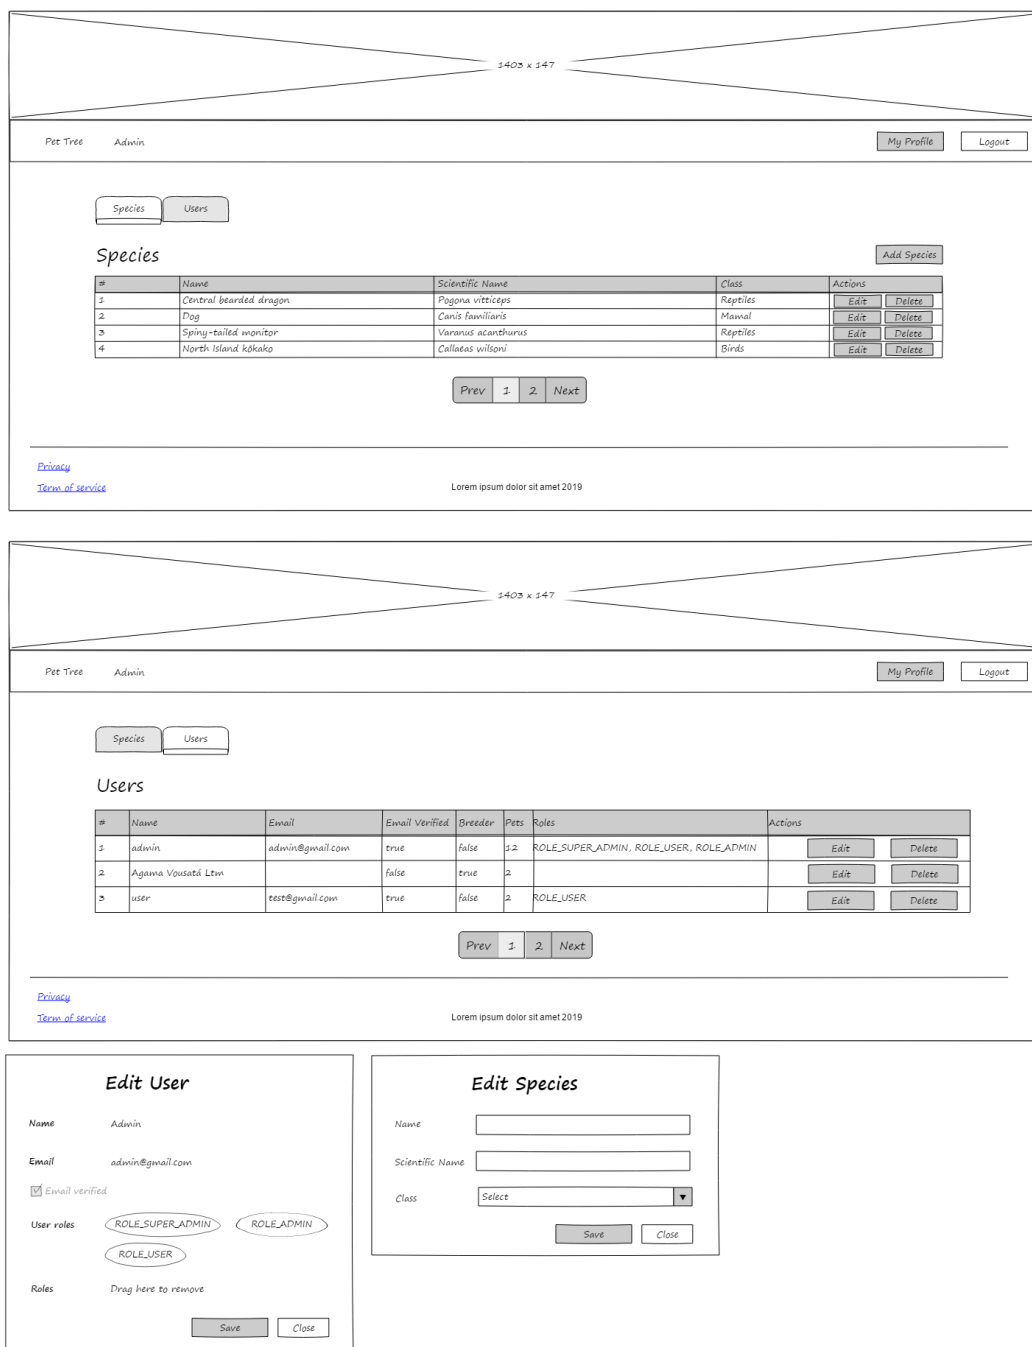 1403 x 147
Pet Tree Admin My Profile Logout
Species Users
Species Add Species
# Name Scientific Name Class Actions
1 Central bearded dragon Pogona vitticeps Reptiles Edit Delete
2 Dog Canis familiaris Mamal Edit Delete
3 Spiny-tailed monitor Varanus acanthurus Reptiles Edit Delete
4 North Island kōkako Callaeas wilsoni Birds Edit Delete
Prev 1 2 Next
Privacy
Term of service Lorem ipsum dolor sit amet 2019
1403 x 147
Pet Tree Admin My Profile Logout
Species Users
Users
# Name Email Email Verified Breeder Pets Roles Actions
1 admin admin@gmail.com true false 12 ROLE_SUPER_ADMIN, ROLE_USER, ROLE_ADMIN Edit Delete
2 Agama Vousatá Ltm false true 2 Edit Delete
3 user test@gmail.com true false 2 ROLE_USER Edit Delete
Prev 1 2 Next
Privacy
Term of service Lorem ipsum dolor sit amet 2019
Edit User
Name Admin
Email admin@gmail.com
Email verified
User roles ROLE_SUPER_ADMIN ROLE_ADMIN
ROLE_USER
Roles Drag here to remove
Save Close
Edit Species
Name
Scientific Name
Class Select
Save Close